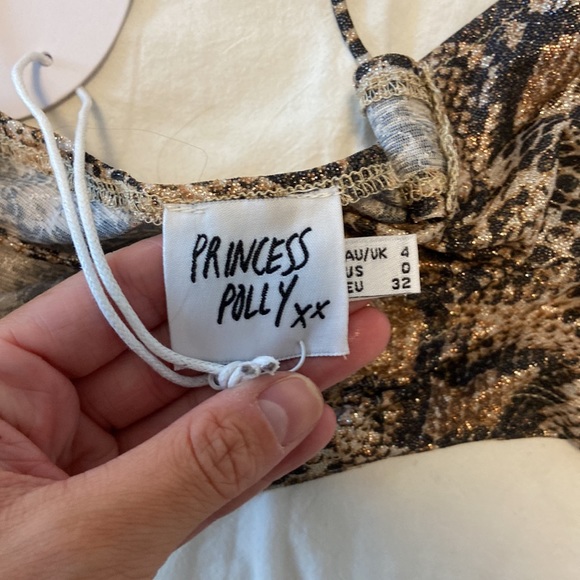 PRINCESS
POLLY xx
AU/UK 4
US 0
EU 32